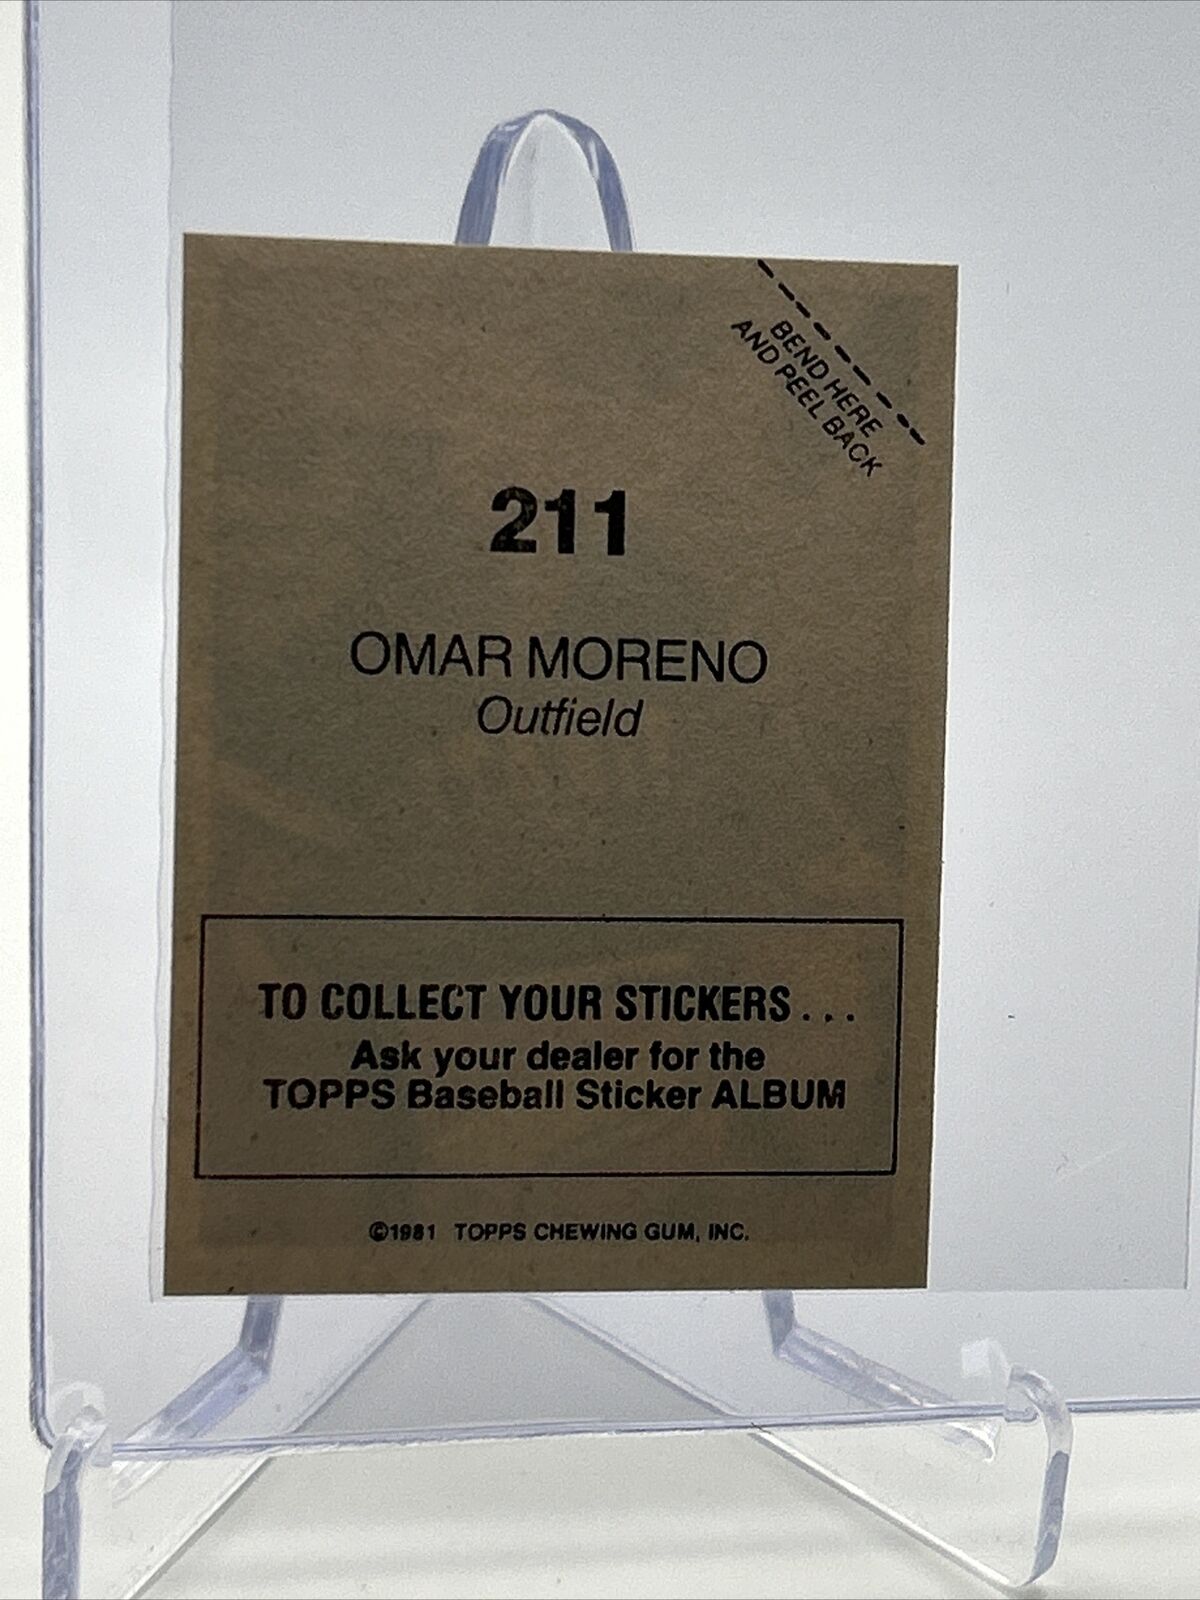 BEND HERE
AND PEEL BACK
211
OMAR MORENO
Outfield
TO COLLECT YOUR STICKERS . . .
Ask your dealer for the
TOPPS Baseball Sticker ALBUM
©1981 TOPPS CHEWING GUM, INC.